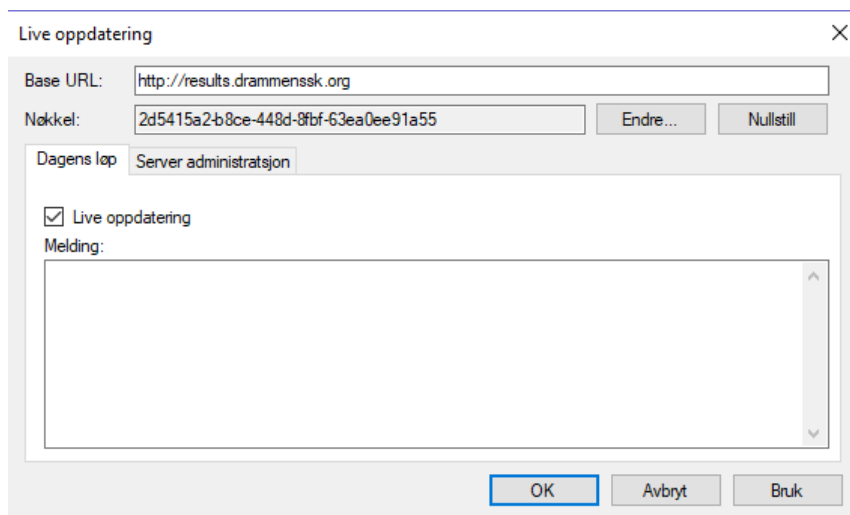 Live oppdatering
Base URL: http://results.drammenssk.org
Nøkkel: 2d5415a2-b8ce-448d-8fbf-63ea0ee91a55 Endre... Nullstill
Dagens løp Server administratsjon
Live oppdatering
Melding:
OK Avbryt Bruk